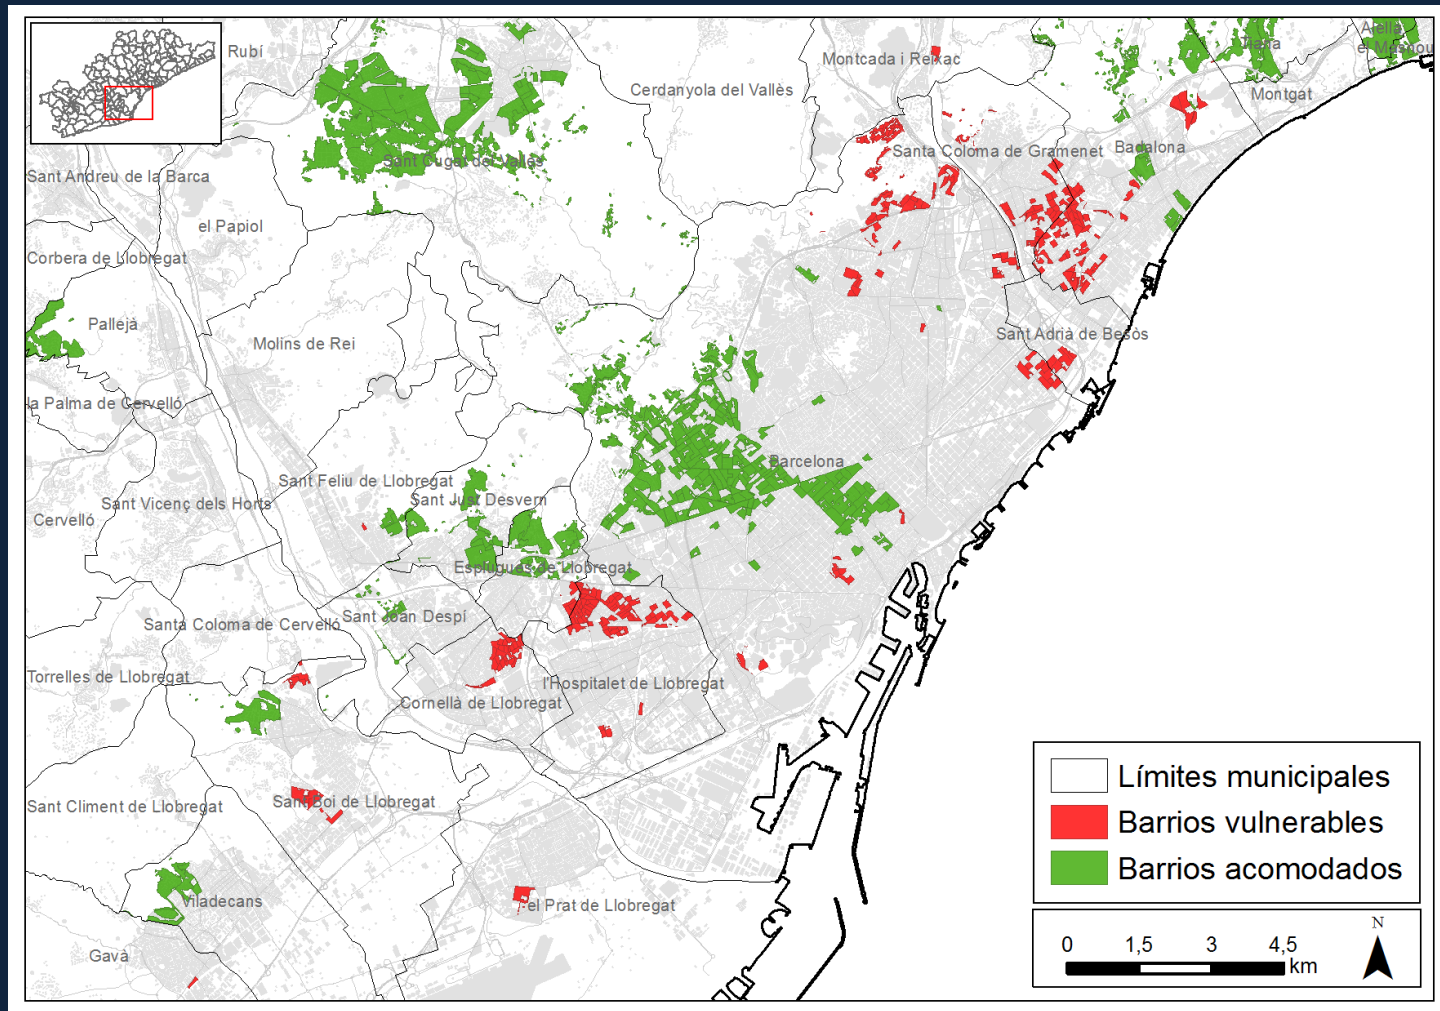 Rubí
Montcada i Reixac
Tiana
Alella
el Masnou
Cerdanyola del Vallès
Montgat
Sant Cugat del Vallès
Santa Coloma de Gramenet
Badalona
Sant Andreu de la Barca
el Papiol
Corbera de Llobregat
Pallejà
Molins de Rei
Sant Adrià de Besòs
la Palma de Cervelló
Barcelona
Sant Feliu de Llobregat
Sant Just Desvern
Sant Vicenç dels Horts
Cervelló
Esplugues de Llobregat
Sant Joan Despí
Santa Coloma de Cervelló
Torrelles de Llobregat
l'Hospitalet de Llobregat
Cornellà de Llobregat
Sant Climent de Llobregat
Sant Boi de Llobregat
Viladecans
el Prat de Llobregat
Gavà
Límites municipales
Barrios vulnerables
Barrios acomodados
0 1,5 3 4,5
km
N